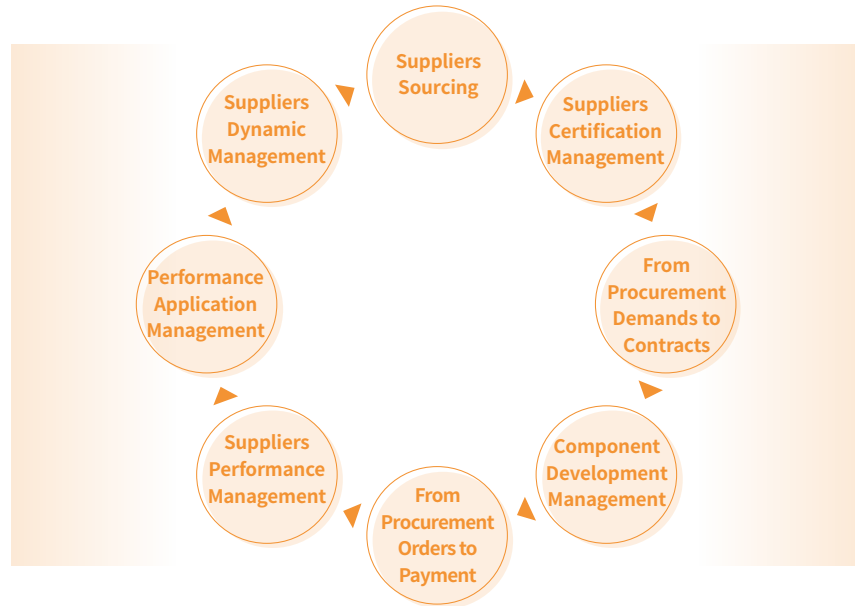 Suppliers
Sourcing
Suppliers
Certification
Management
From
Procurement
Demands to
Contracts
Component
Development
Management
From
Procurement
Orders to
Payment
Suppliers
Performance
Management
Performance
Application
Management
Suppliers
Dynamic
Management